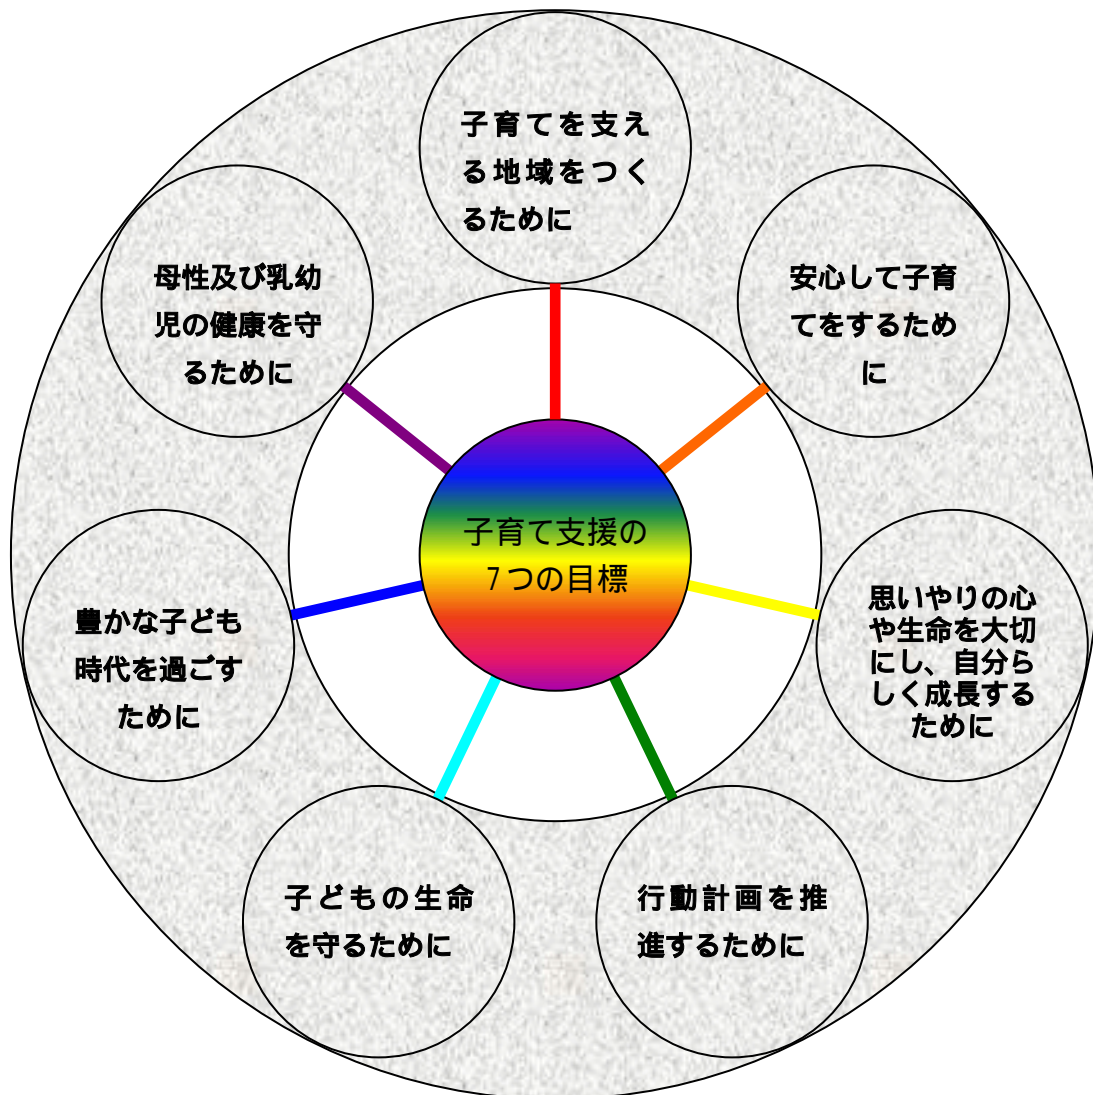 子育てを支え
る地域をつく
るために
安心して子育
てをするため
に
思いやりの心
や生命を大切
にし、自分ら
しく成長する
ために
行動計画を推
進するために
子どもの生命
を守るために
豊かな子ども
時代を過ごす
ために
母性及び乳幼
児の健康を守
るために
子育て支援の
7つの目標